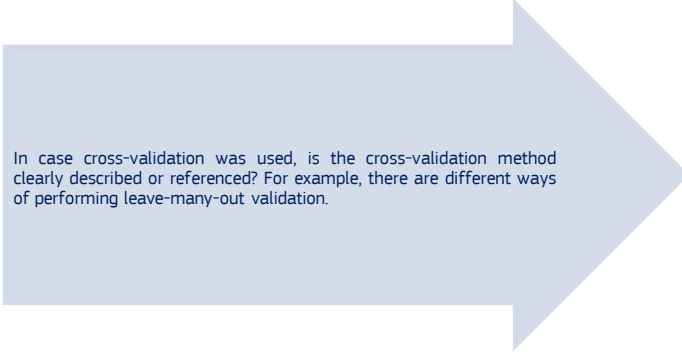 In case cross-validation was used, is the cross-validation method
clearly described or referenced? For example, there are different ways
of performing leave-many-out validation.